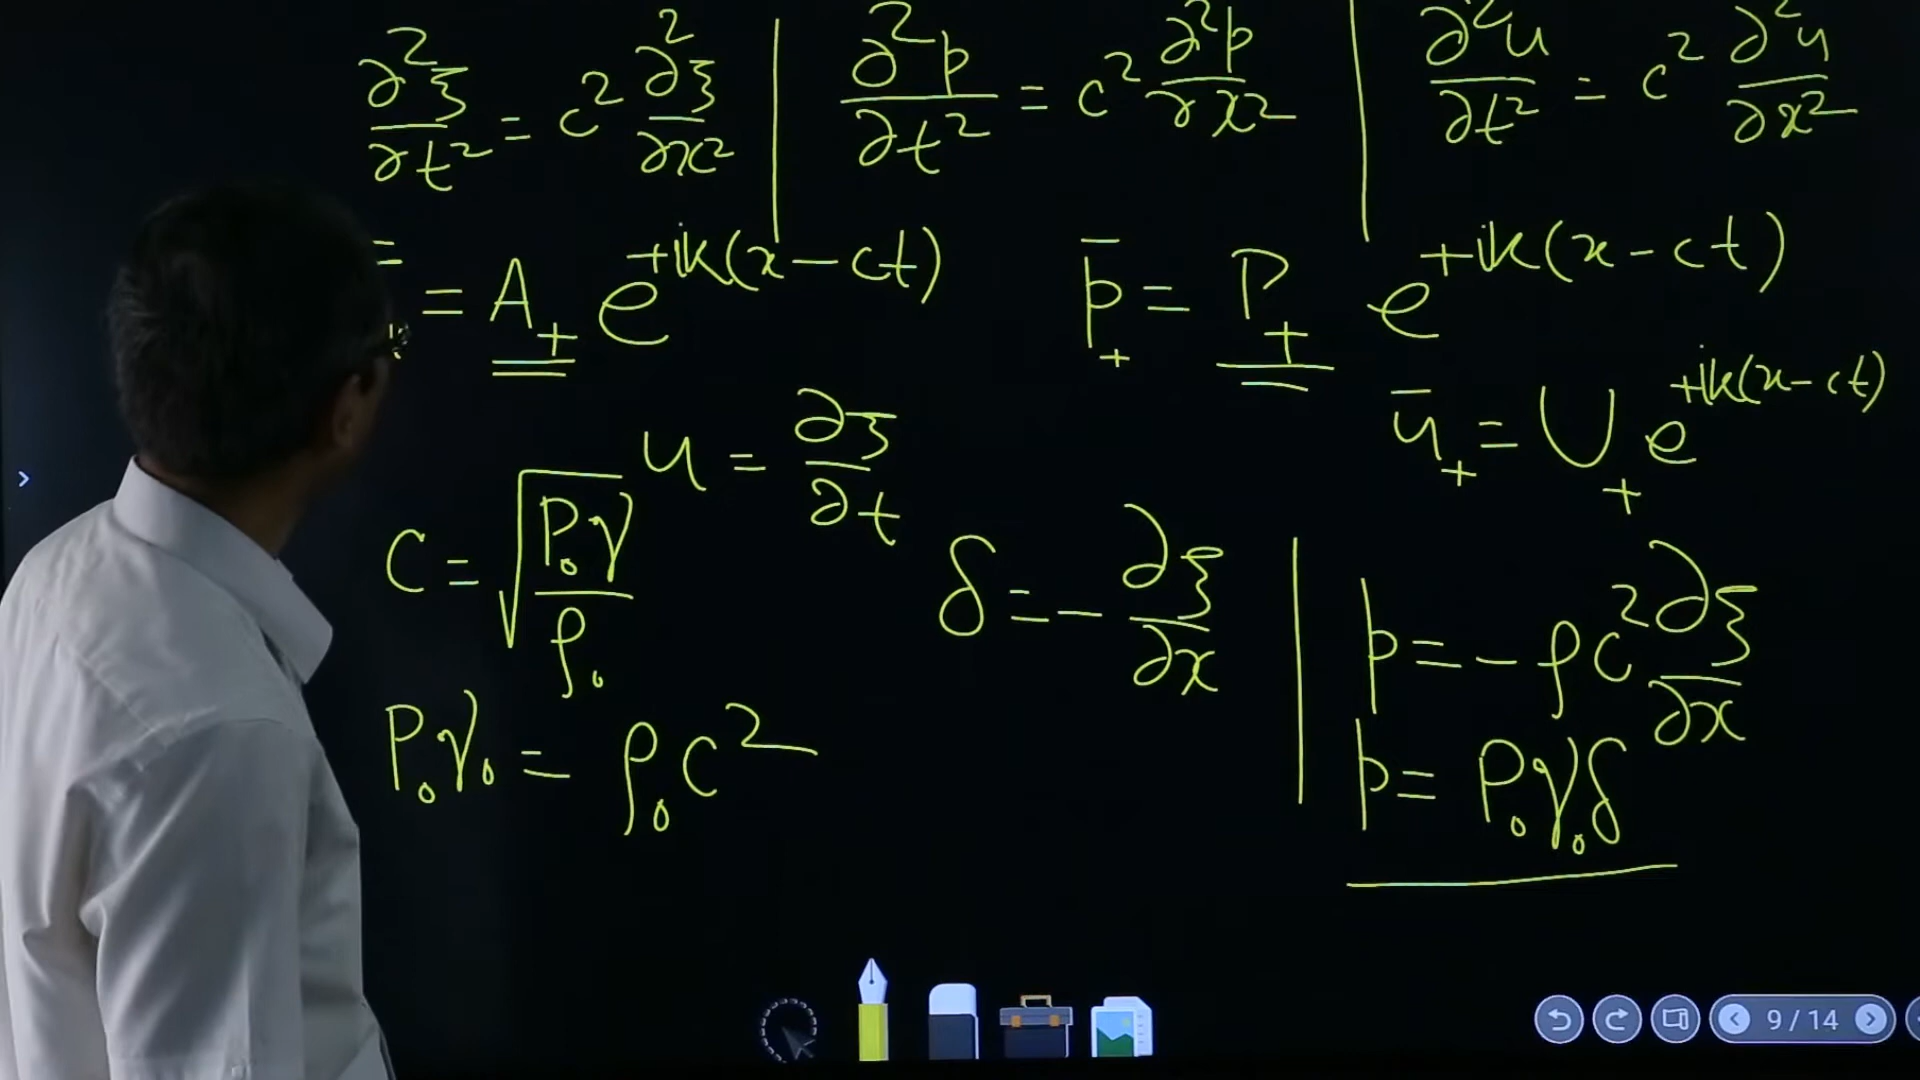 ∂²ξ/∂t² = c² ∂²ξ/∂x² | ∂²p/∂t² = c² ∂²p/∂x² | ∂²u/∂t² = c² ∂²u/∂x²
= A₊ e^{+ik(x-ct)} p̄₊ = P₊ e^{+ik(x-ct)}
u = ∂ξ/∂t ū₊ = U₊ e^{+ik(x-ct)}
c = √(P₀γ/ρ₀) δ = -∂ξ/∂x | p = -ρc² ∂ξ/∂x
P₀γ₀ = ρ₀c² p = P₀γ₀δ
9 / 14